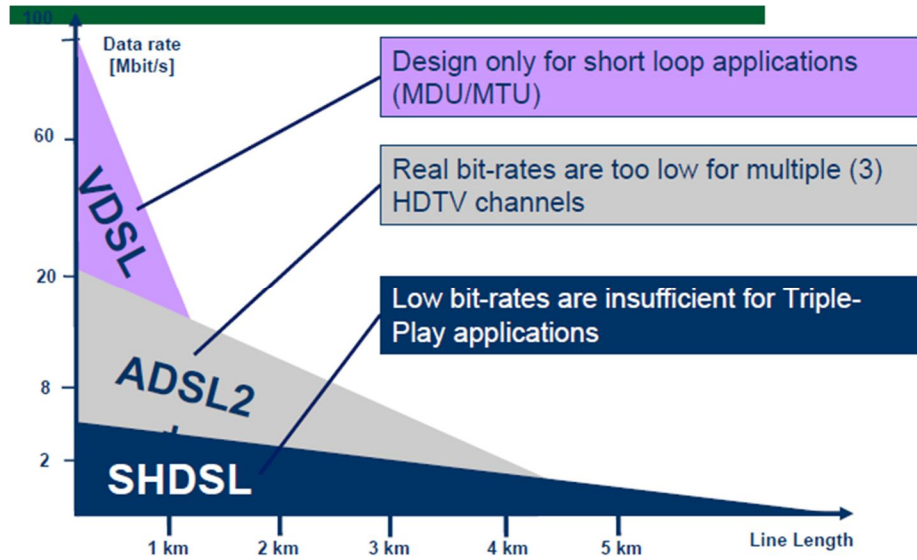 100
Data rate
[Mbit/s]
Design only for short loop applications
(MDU/MTU)
60
Real bit-rates are too low for multiple (3)
HDTV channels
VDSL
20
Low bit-rates are insufficient for Triple-
Play applications
8
ADSL2
+
2
SHDSL
1 km
2 km
3 km
4 km
5 km
Line Length